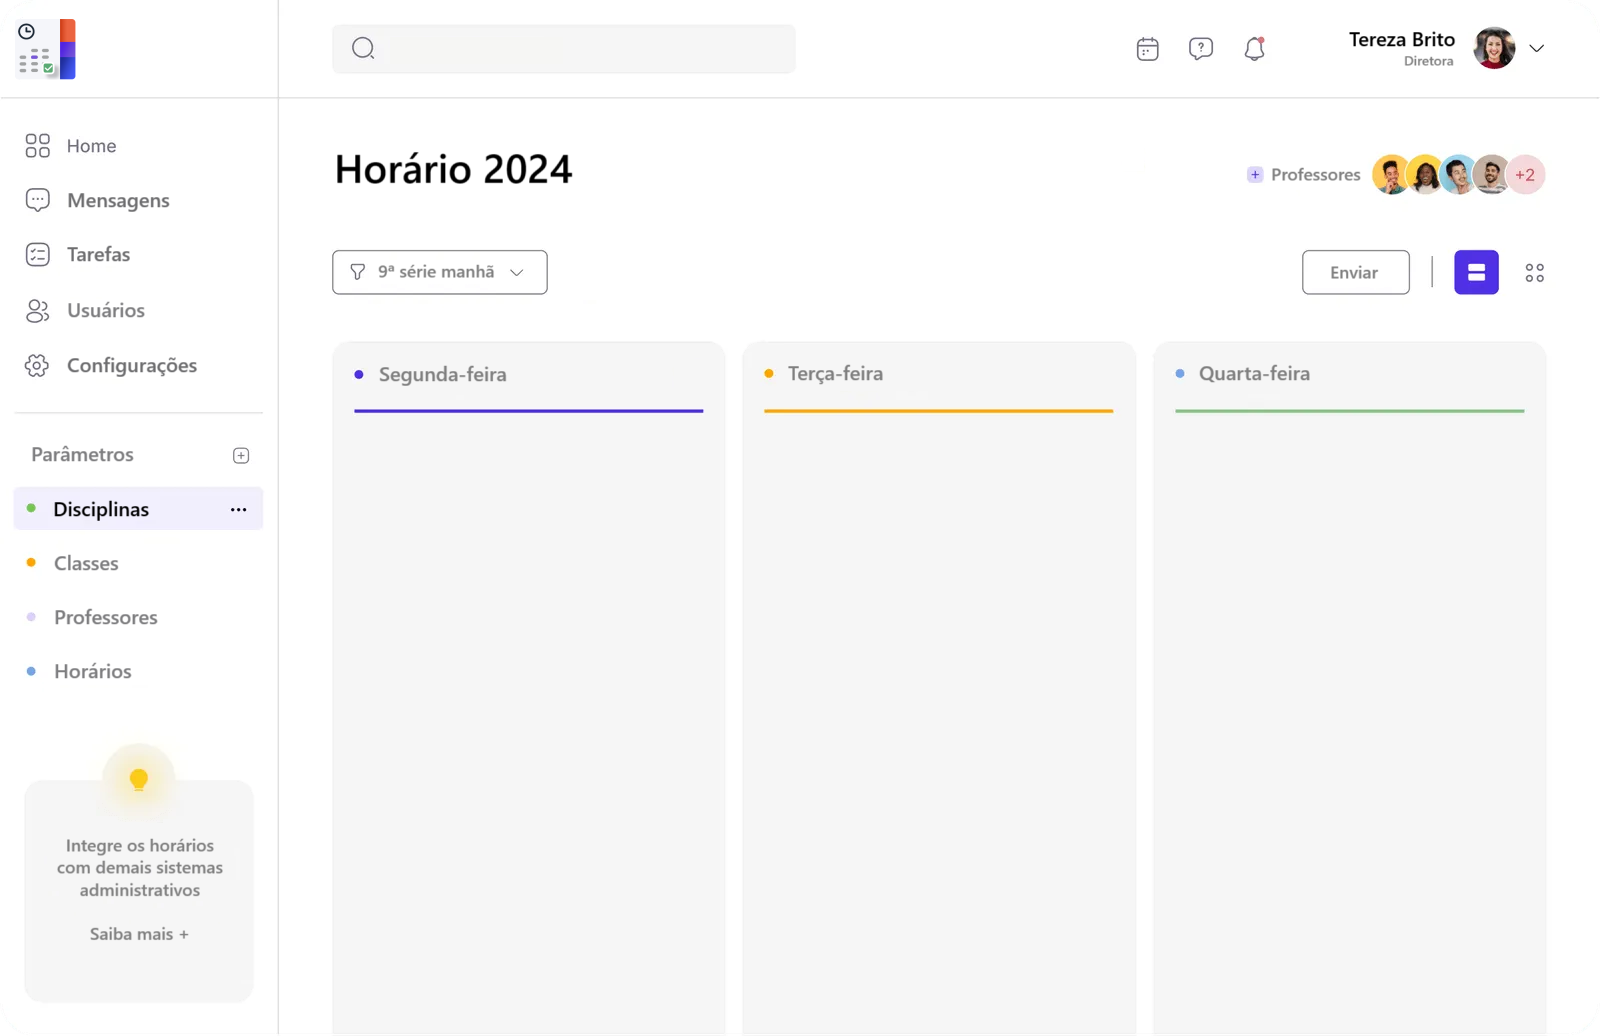 Tereza Brito
Diretora
Home
Mensagens
Tarefas
Usuários
Configurações
Parâmetros
Disciplinas
Classes
Professores
Horários
Integre os horários
com demais sistemas
administrativos
Saiba mais +
Horário 2024
+ Professores
+2
9ª série manhã
Enviar
Segunda-feira
Terça-feira
Quarta-feira